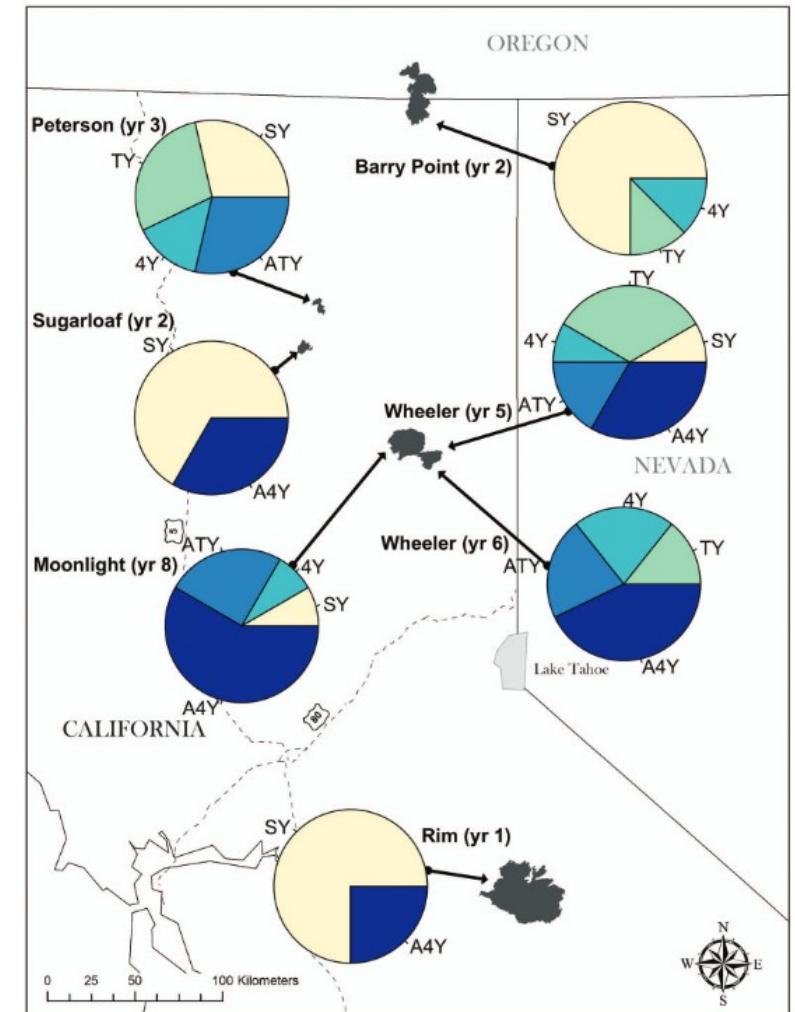 OREGON
Peterson (yr 3)
SY
TY
4Y
ATY
Barry Point (yr 2)
SY
4Y
TY
Sugarloaf (yr 2)
SY
A4Y
Wheeler (yr 5)
TY
4Y
SY
ATY
A4Y
NEVADA
5
Moonlight (yr 8)
ATY
4Y
SY
A4Y
Wheeler (yr 6)
4Y
TY
ATY
A4Y
Lake Tahoe
CALIFORNIA
80
Rim (yr 1)
SY
A4Y
0 25 50 100 Kilometers
N
W E
S